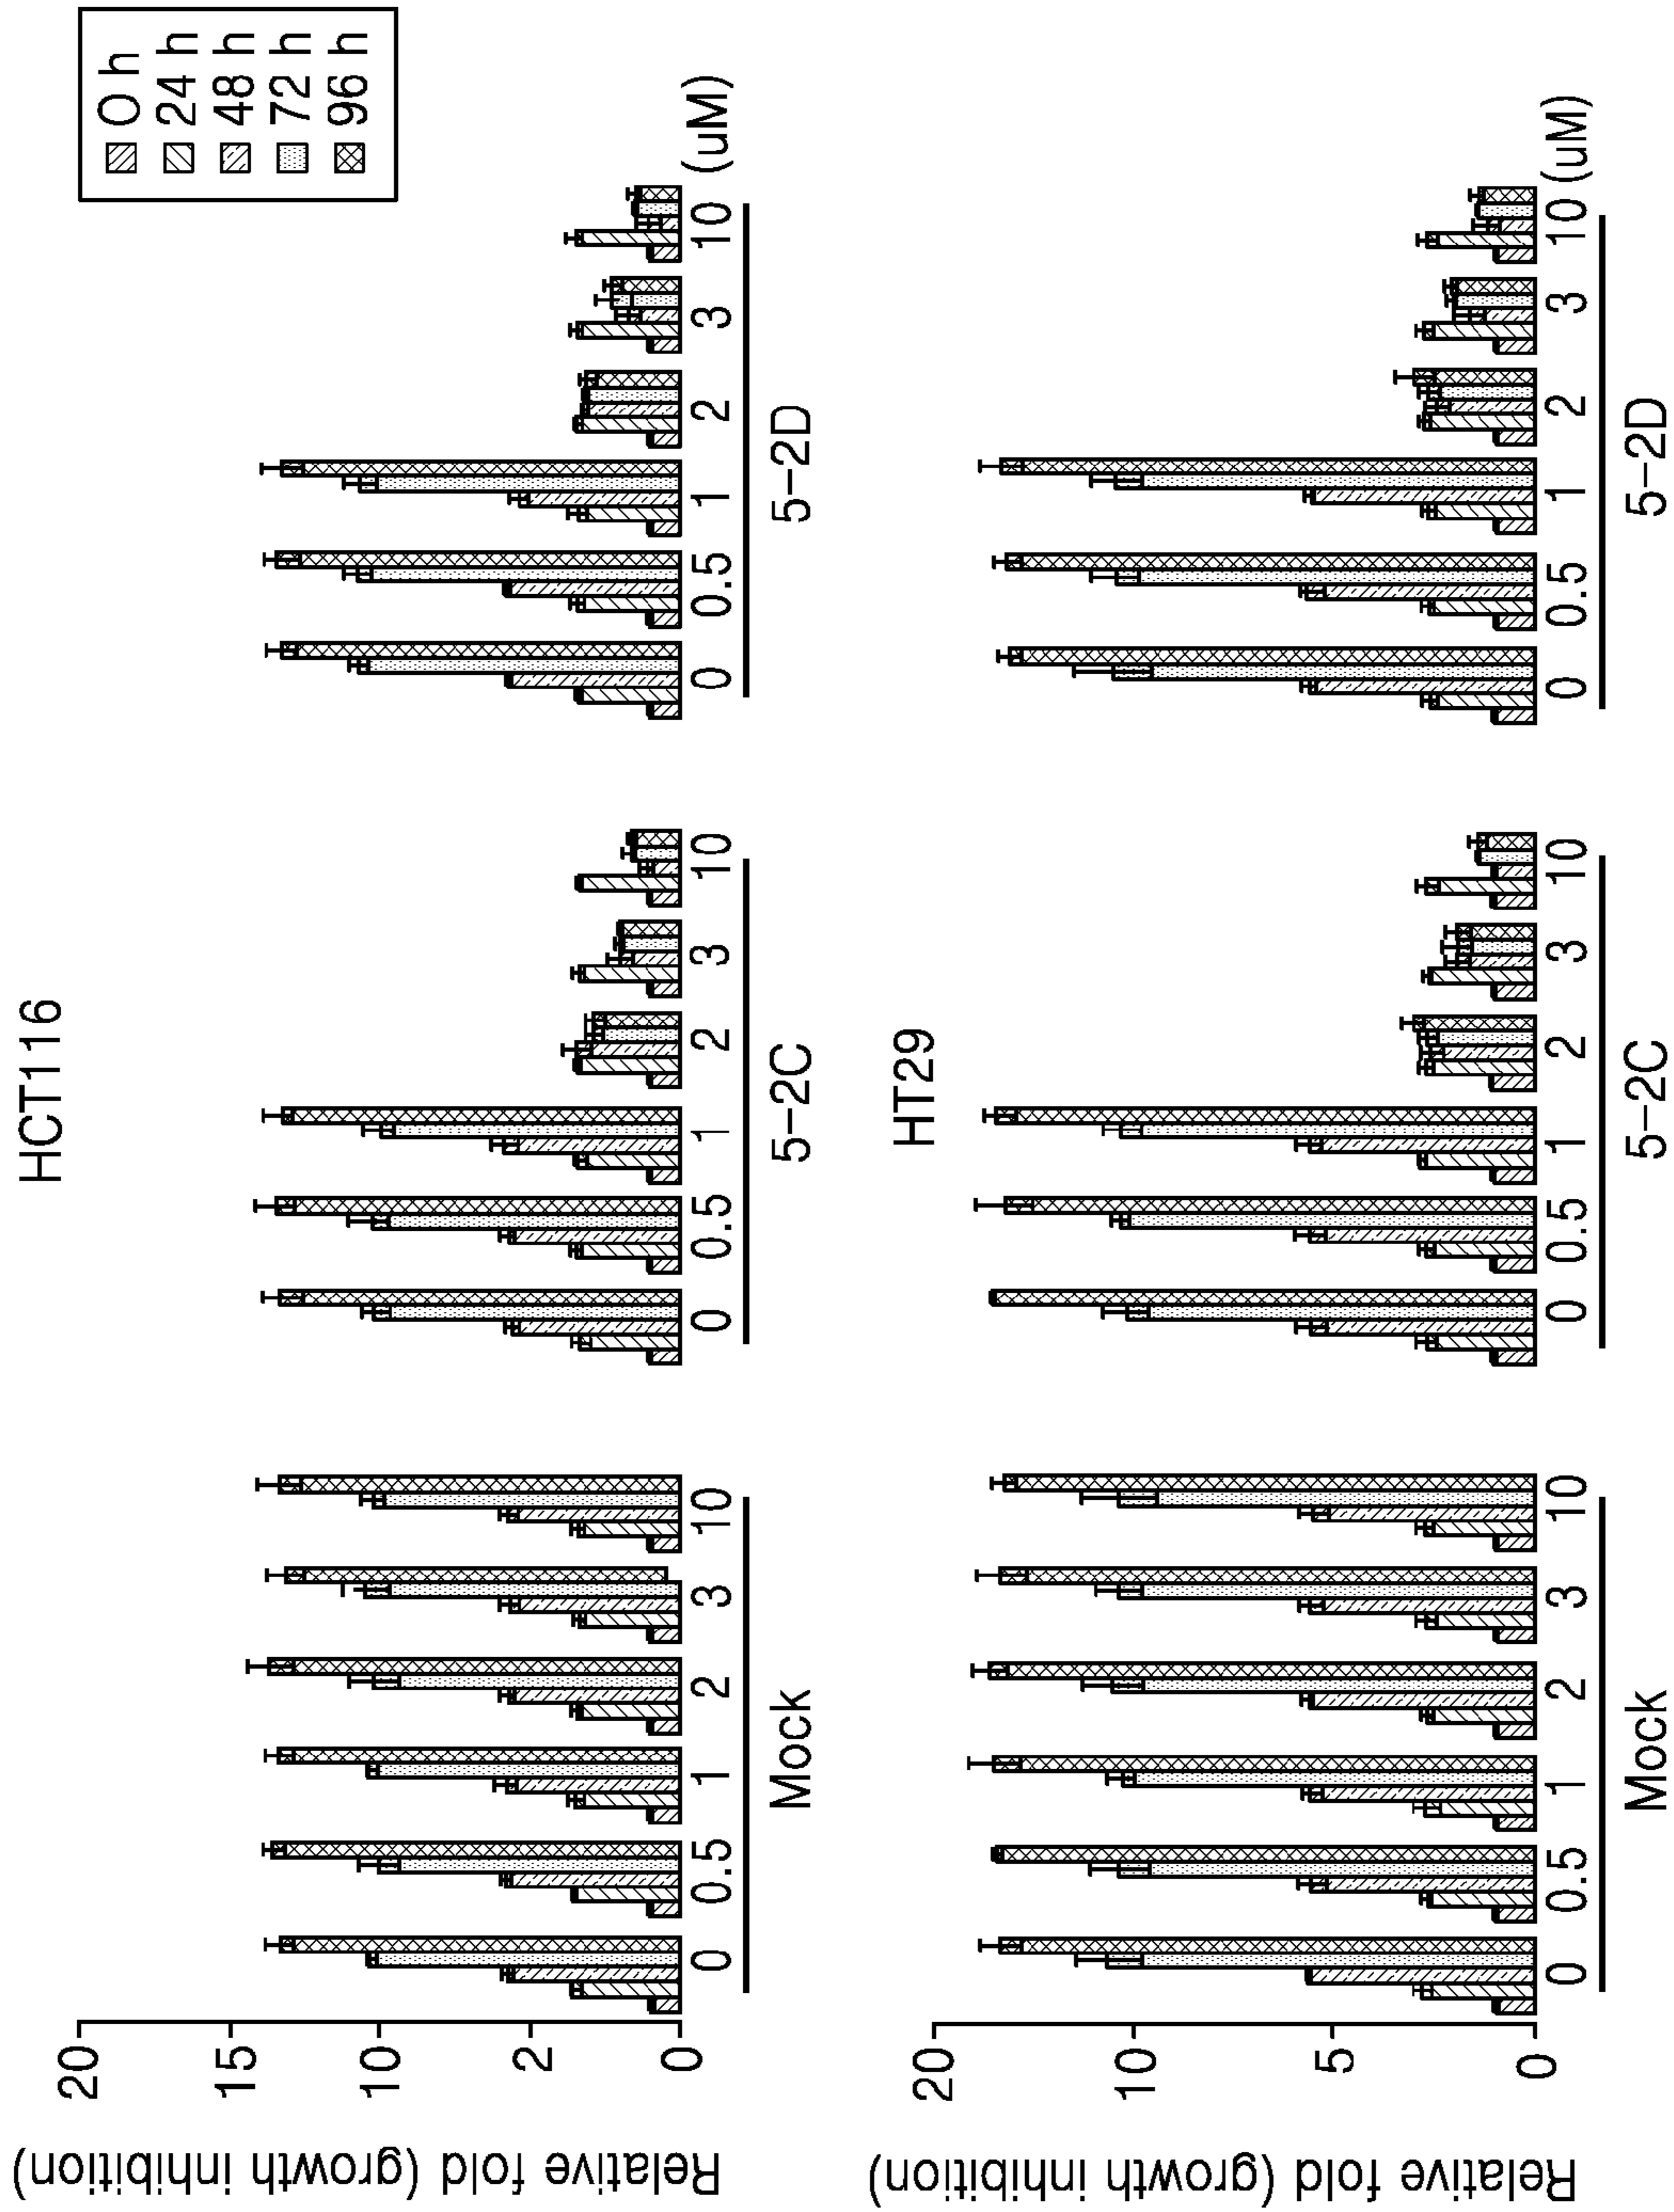 HCT116
O h
24 h
48 h
72 h
96 h
Relative fold (growth inhibition)
20
15
10
2
0
0 0.5 1 2 3 10 0 0.5 1 2 3 10 0 0.5 1 2 3 10 (uM)
Mock 5-2C 5-2D
HT29
Relative fold (growth inhibition)
20
10
5
0
0 0.5 1 2 3 10 0 0.5 1 2 3 10 0 0.5 1 2 3 10 (uM)
Mock 5-2C 5-2D